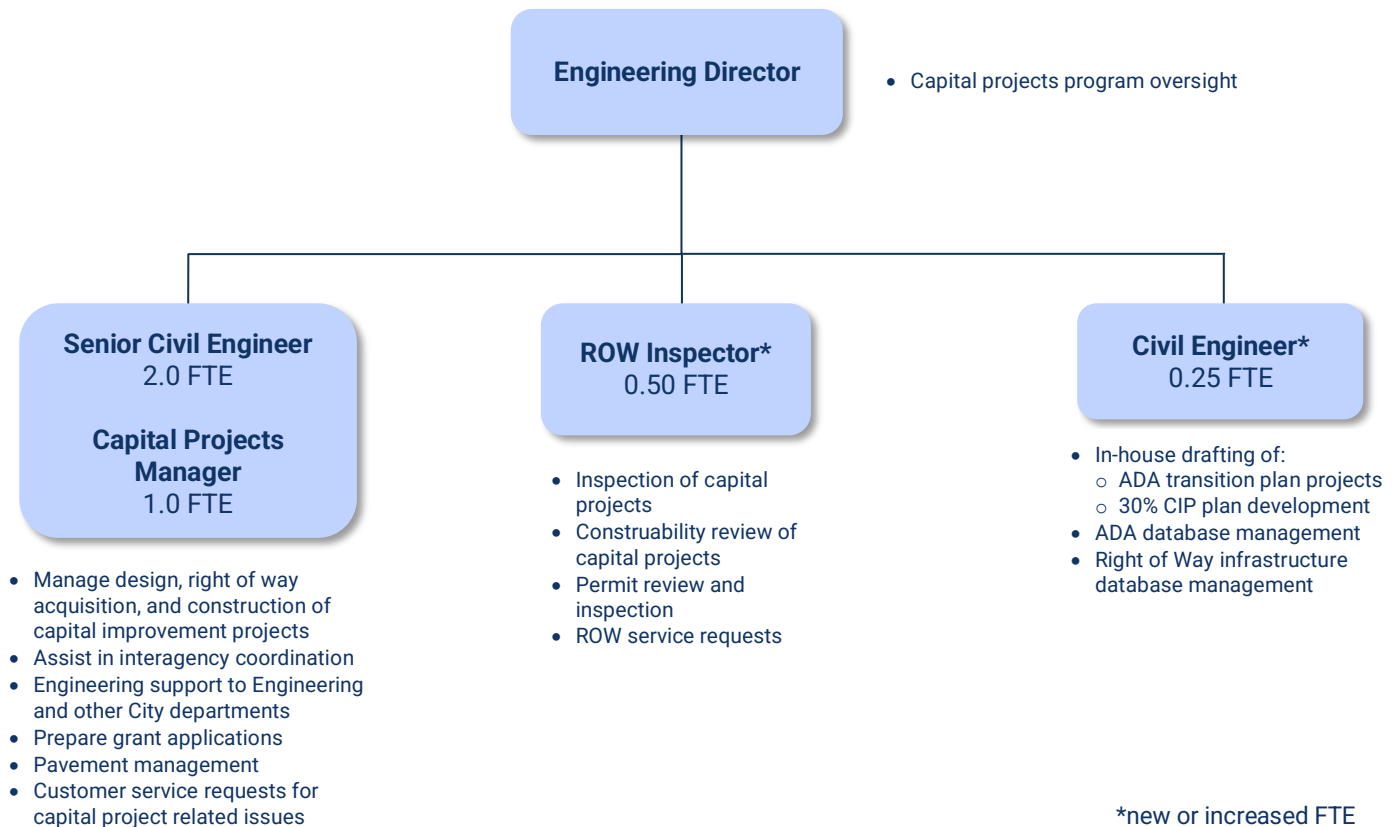 Engineering Director
• Capital projects program oversight
Senior Civil Engineer
2.0 FTE
Capital Projects
Manager
1.0 FTE
• Manage design, right of way
acquisition, and construction of
capital improvement projects
• Assist in interagency coordination
• Engineering support to Engineering
and other City departments
• Prepare grant applications
• Pavement management
• Customer service requests for
capital project related issues
ROW Inspector*
0.50 FTE
• Inspection of capital
projects
• Construability review of
capital projects
• Permit review and
inspection
• ROW service requests
Civil Engineer*
0.25 FTE
• In-house drafting of:
o ADA transition plan projects
o 30% CIP plan development
• ADA database management
• Right of Way infrastructure
database management
*new or increased FTE